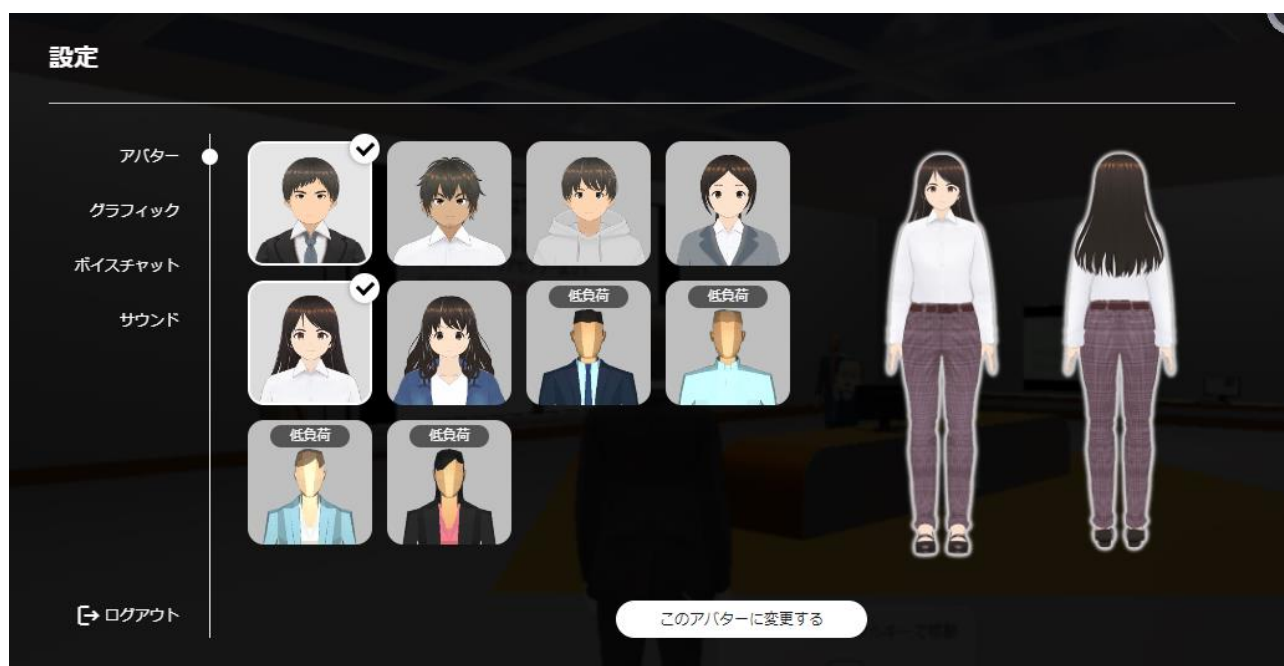 設定
アバター
グラフィック
ボイスチャット
サウンド
低負荷
低負荷
低負荷
低負荷
ログアウト
このアバターに変更する